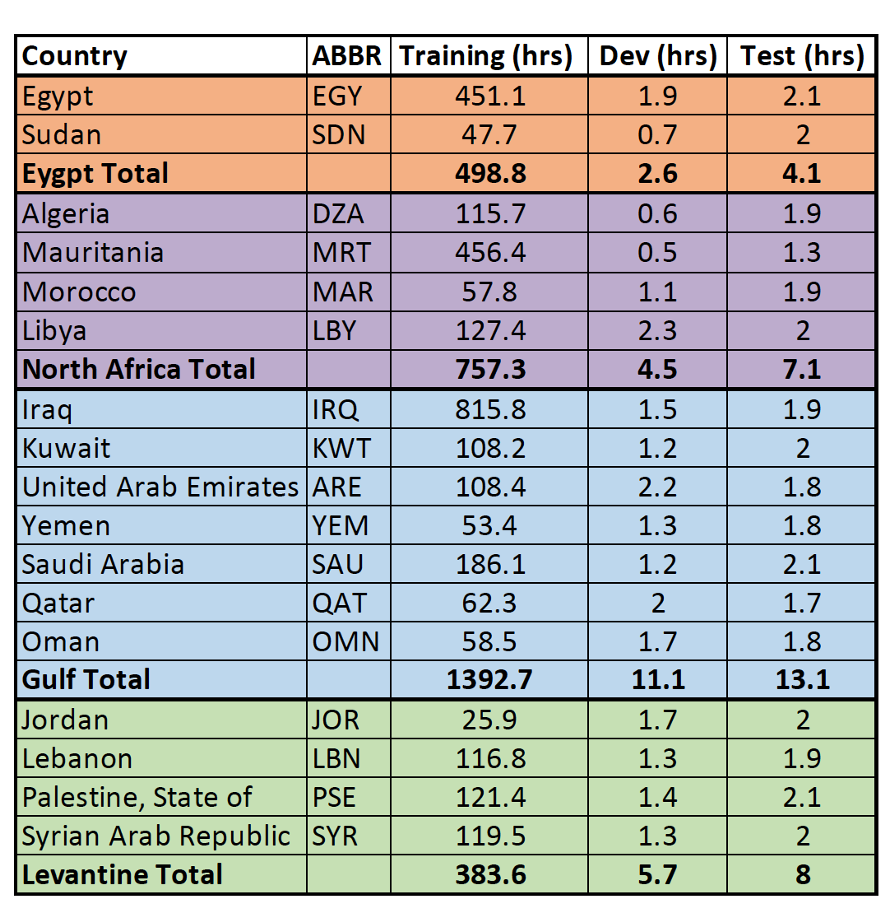 Country ABBR Training (hrs) Dev (hrs) Test (hrs)
Egypt EGY 451.1 1.9 2.1
Sudan SDN 47.7 0.7 2
Eygpt Total 498.8 2.6 4.1
Algeria DZA 115.7 0.6 1.9
Mauritania MRT 456.4 0.5 1.3
Morocco MAR 57.8 1.1 1.9
Libya LBY 127.4 2.3 2
North Africa Total 757.3 4.5 7.1
Iraq IRQ 815.8 1.5 1.9
Kuwait KWT 108.2 1.2 2
United Arab Emirates ARE 108.4 2.2 1.8
Yemen YEM 53.4 1.3 1.8
Saudi Arabia SAU 186.1 1.2 2.1
Qatar QAT 62.3 2 1.7
Oman OMN 58.5 1.7 1.8
Gulf Total 1392.7 11.1 13.1
Jordan JOR 25.9 1.7 2
Lebanon LBN 116.8 1.3 1.9
Palestine, State of PSE 121.4 1.4 2.1
Syrian Arab Republic SYR 119.5 1.3 2
Levantine Total 383.6 5.7 8